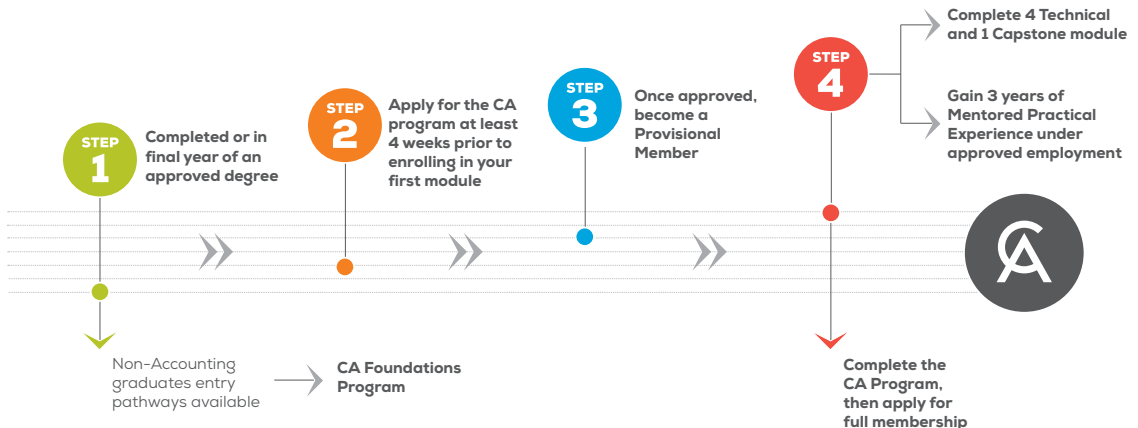 STEP
1
Completed or in
final year of an
approved degree
Non-Accounting
graduates entry
pathways available
CA Foundations
Program
STEP
2
Apply for the CA
program at least
4 weeks prior to
enrolling in your
first module
STEP
3
Once approved,
become a
Provisional
Member
STEP
4
Complete 4 Technical
and 1 Capstone module
Gain 3 years of
Mentored Practical
Experience under
approved employment
Complete the
CA Program,
then apply for
full membership
CA